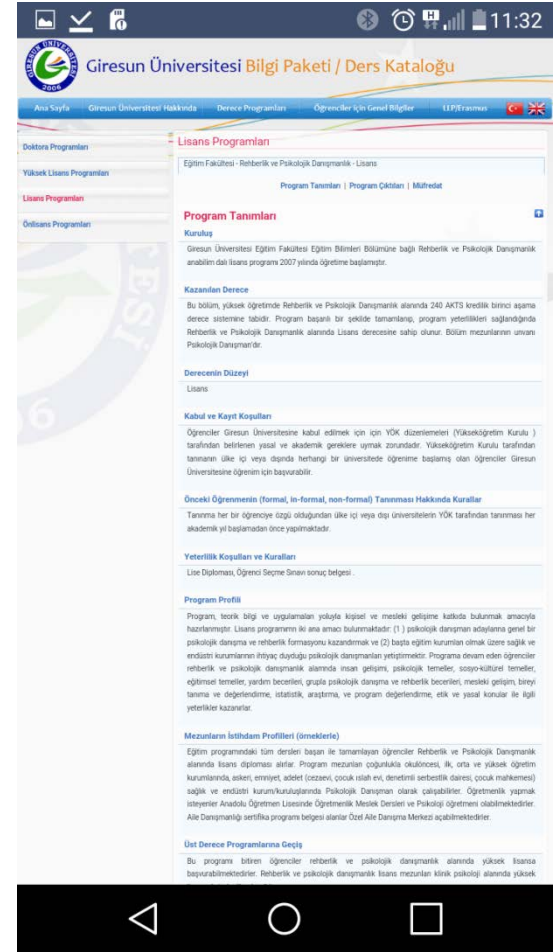 11:32
GİRESUN ÜNİVERSİTESİ
2006
Giresun Üniversitesi Bilgi Paketi / Ders Kataloğu
Ana Sayfa Giresun Üniversitesi Hakkında Derece Programları Öğrenciler için Genel Bilgiler LLP/Erasmus
Doktora Programları
Yüksek Lisans Programları
Lisans Programları
Önlisans Programları
Lisans Programları
Eğitim Fakültesi - Rehberlik ve Psikolojik Danışmanlık - Lisans
Program Tanımları | Program Çıktıları | Müfredat
Program Tanımları
Kuruluş
Giresun Üniversitesi Eğitim Fakültesi Eğitim Bilimleri Bölümüne bağlı Rehberlik ve Psikolojik Danışmanlık
anabilim dalı lisans programı 2007 yılında öğretime başlamıştır.
Kazanılan Derece
Bu bölüm, yüksek öğretimde Rehberlik ve Psikolojik Danışmanlık alanında 240 AKTS kredilik birinci aşama
derece sistemine tabidir. Program başarılı bir şekilde tamamlanıp, program yeterlilikleri sağlandığında
Rehberlik ve Psikolojik Danışmanlık alanında Lisans derecesine sahip olunur. Bölüm mezunlarının unvanı
Psikolojik Danışman'dır.
Derecenin Düzeyi
Lisans
Kabul ve Kayıt Koşulları
Öğrenciler Giresun Üniversitesine kabul edilmek için için YÖK düzenlemeleri (Yükseköğretim Kurulu )
tarafından belirlenen yasal ve akademik gereklere uymak zorundadır. Yükseköğretim Kurulu tarafından
tanınanın ülke içi veya dışında herhangi bir üniversitede öğrenime başlamış olan öğrenciler Giresun
Üniversitesine öğrenim için başvurabilir.
Önceki Öğrenmenin (formal, in-formal, non-formal) Tanınması Hakkında Kurallar
Tanınma her bir öğrenciye özgü olduğundan ülke içi veya dışı üniversitelerin YÖK tarafından tanınması her
akademik yıl başlamadan önce yapılmaktadır.
Yeterlilik Koşulları ve Kuralları
Lise Diploması, Öğrenci Seçme Sınavı sonuç belgesi .
Program Profili
Program, teorik bilgi ve uygulamaları yoluyla kişisel ve mesleki gelişime katkıda bulunmak amacıyla
hazırlanmıştır. Lisans programının iki ana amacı bulunmaktadır: (1 ) psikolojik danışman adaylarına genel bir
psikolojik danışma ve rehberlik formasyonu kazandırmak ve (2) başta eğitim kurumları olmak üzere sağlık ve
endüstri kurumlarının ihtiyaç duyduğu psikolojik danışmanları yetiştirmektir. Programa devam eden öğrenciler
rehberlik ve psikolojik danışmanlık alanında insan gelişimi, psikolojik temeller, sosyo-kültürel temeller,
eğitimsel temeller, yardım becerileri, grupla psikolojik danışma ve rehberlik becerileri, mesleki gelişim, bireyi
tanıma ve değerlendirme, istatistik, araştırma, ve program değerlendirme, etik ve yasal konular ile ilgili
yeterlikler kazanırlar.
Mezunların İstihdam Profilleri (örneklerle)
Eğitim programındaki tüm dersleri başarı ile tamamlayan öğrenciler Rehberlik ve Psikolojik Danışmanlık
alanında lisans diploması alırlar. Program mezunları çoğunlukla okulöncesi, ilk, orta ve yüksek öğretim
kurumlarında, askeri, emniyet, adelet (cezaevi, çocuk ıslah evi, denetimli serbestlik dairesi, çocuk mahkemesi)
sağlık ve endüstri kurum/kuruluşlarında Psikolojik Danışman olarak çalışabilirler. Öğretmenlik yapmak
isteyenler Anadolu Öğretmen Lisesinde Öğretmenlik Meslek Dersleri ve Psikoloji öğretmeni olabilmektedirler.
Aile Danışmanlığı sertifika programı belgesi alanlar Özel Aile Danışma Merkezi açabilmektedirler.
Üst Derece Programlarına Geçiş
Bu programı bitiren öğrenciler rehberlik ve psikolojik danışmanlık alanında yüksek lisansa
başvurabilmektedirler. Rehberlik ve psikolojik danışmanlık lisans mezunları klinik psikoloji alanında yüksek